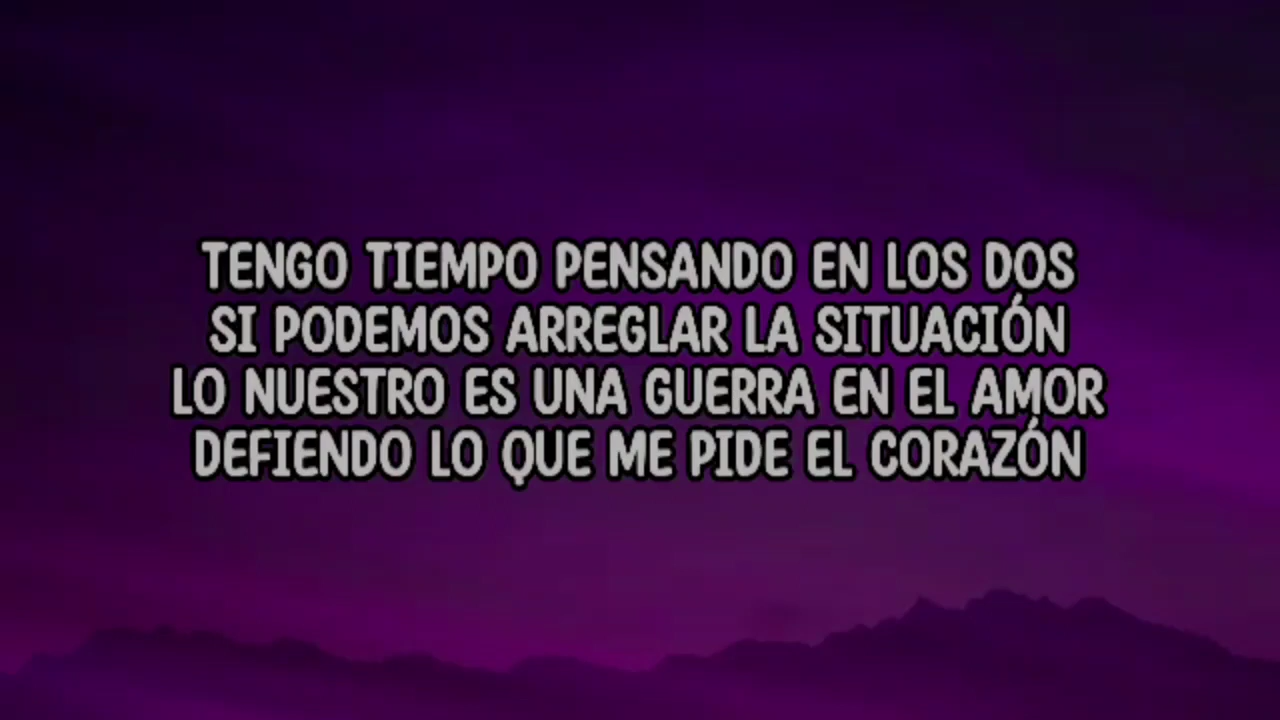 TENGO TIEMPO PENSANDO EN LOS DOS
SI PODEMOS ARREGLAR LA SITUACIÓN
LO NUESTRO ES UNA GUERRA EN EL AMOR
DEFIENDO LO QUE ME PIDE EL CORAZÓN